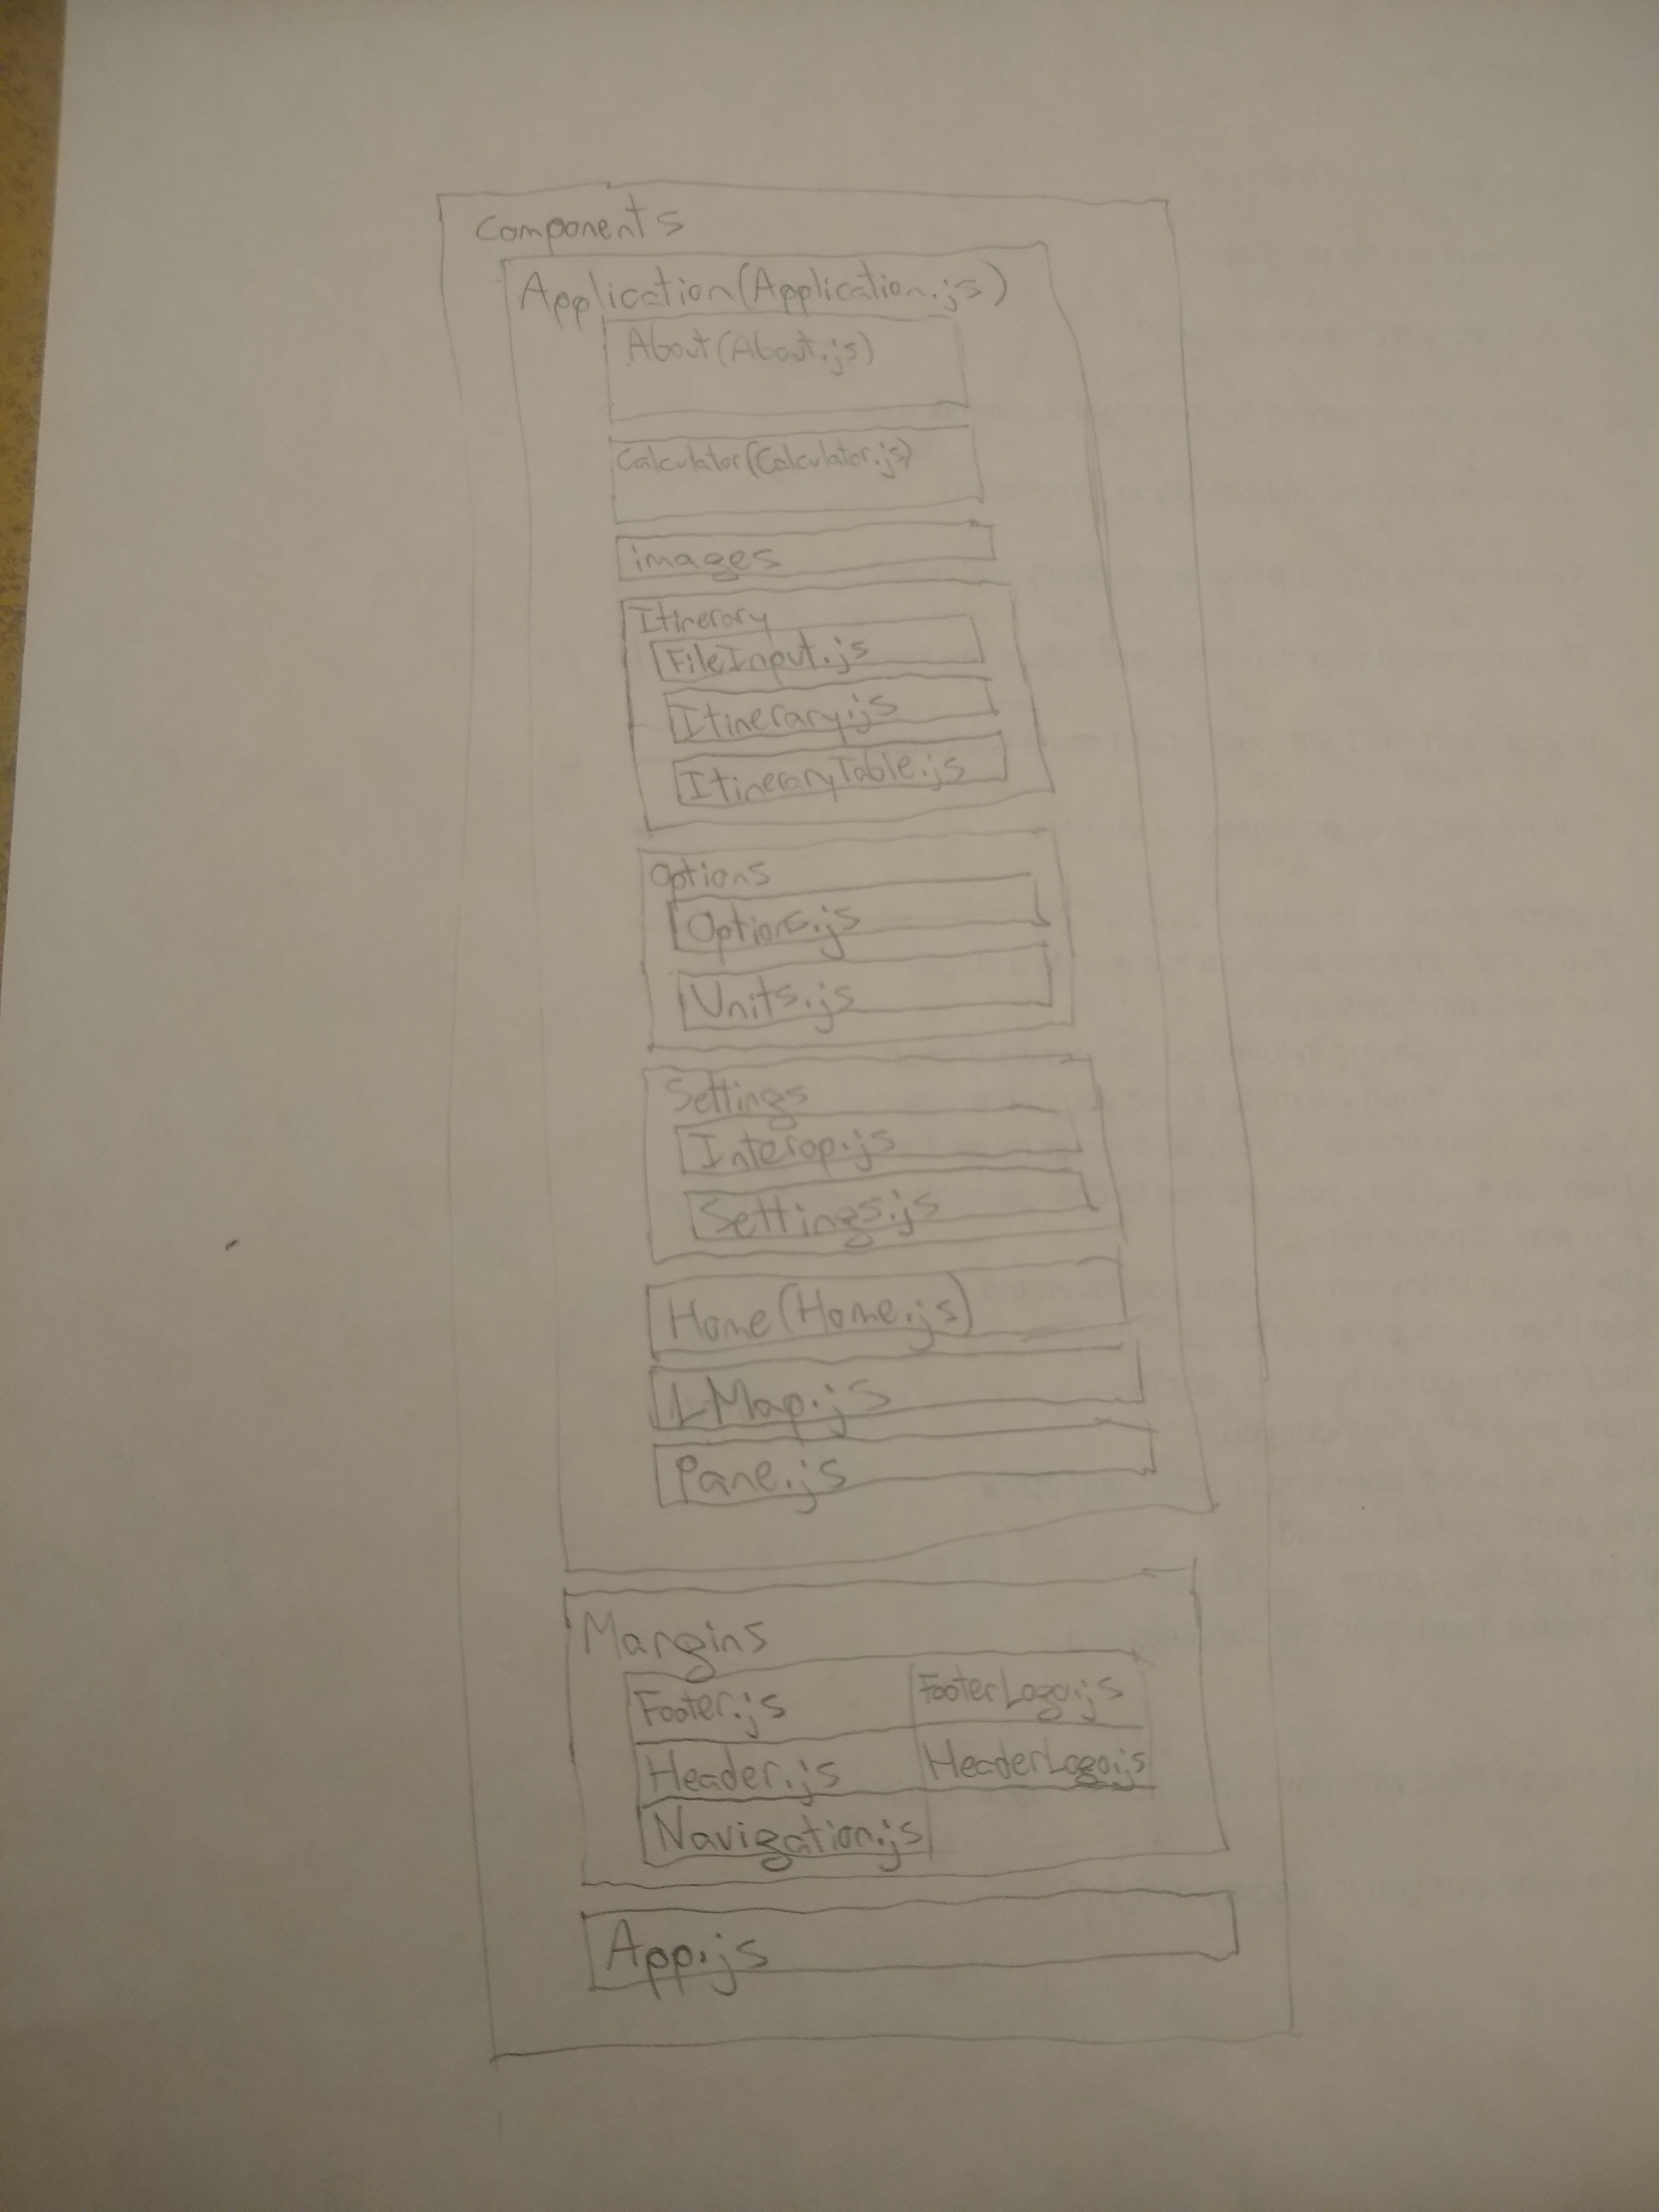 Components
Application(Application.js)
About(About.js)
Calculator(Calculator.js)
images
Itinerary
FileInput.js
Itinerary.js
ItineraryTable.js
Options
Options.js
Units.js
Settings
Interop.js
Settings.js
Home(Home.js)
LMap.js
Pane.js
Margins
Footer.js FooterLogo.js
Header.js HeaderLogo.js
Navigation.js
App.js